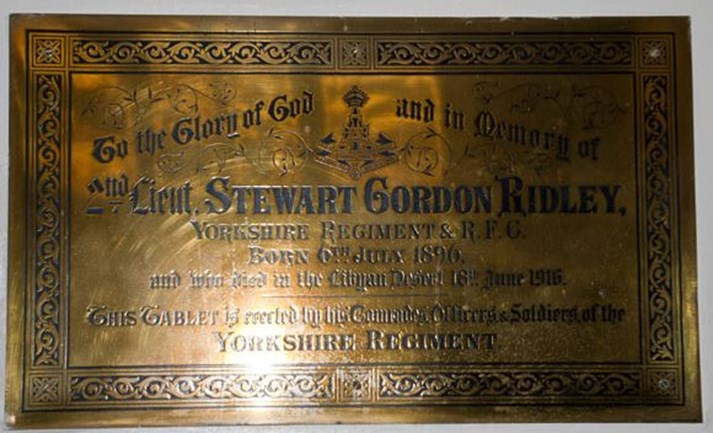 To the Glory of God and in Memory of
2nd Lieut. STEWART GORDON RIDLEY,
YORKSHIRE REGIMENT & R.F.C.
BORN 6TH JULY 1896.
and who died in the Libyan Desert 18th June 1916.
THIS TABLET is erected by his Comrades, Officers & Soldiers, of the
YORKSHIRE REGIMENT